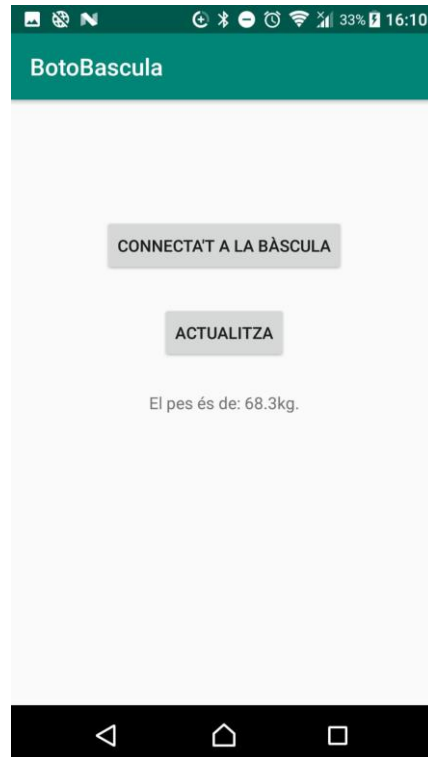 33% 16:10
BotoBascula
CONNECTA'T A LA BÀSCULA
ACTUALITZA
El pes és de: 68.3kg.